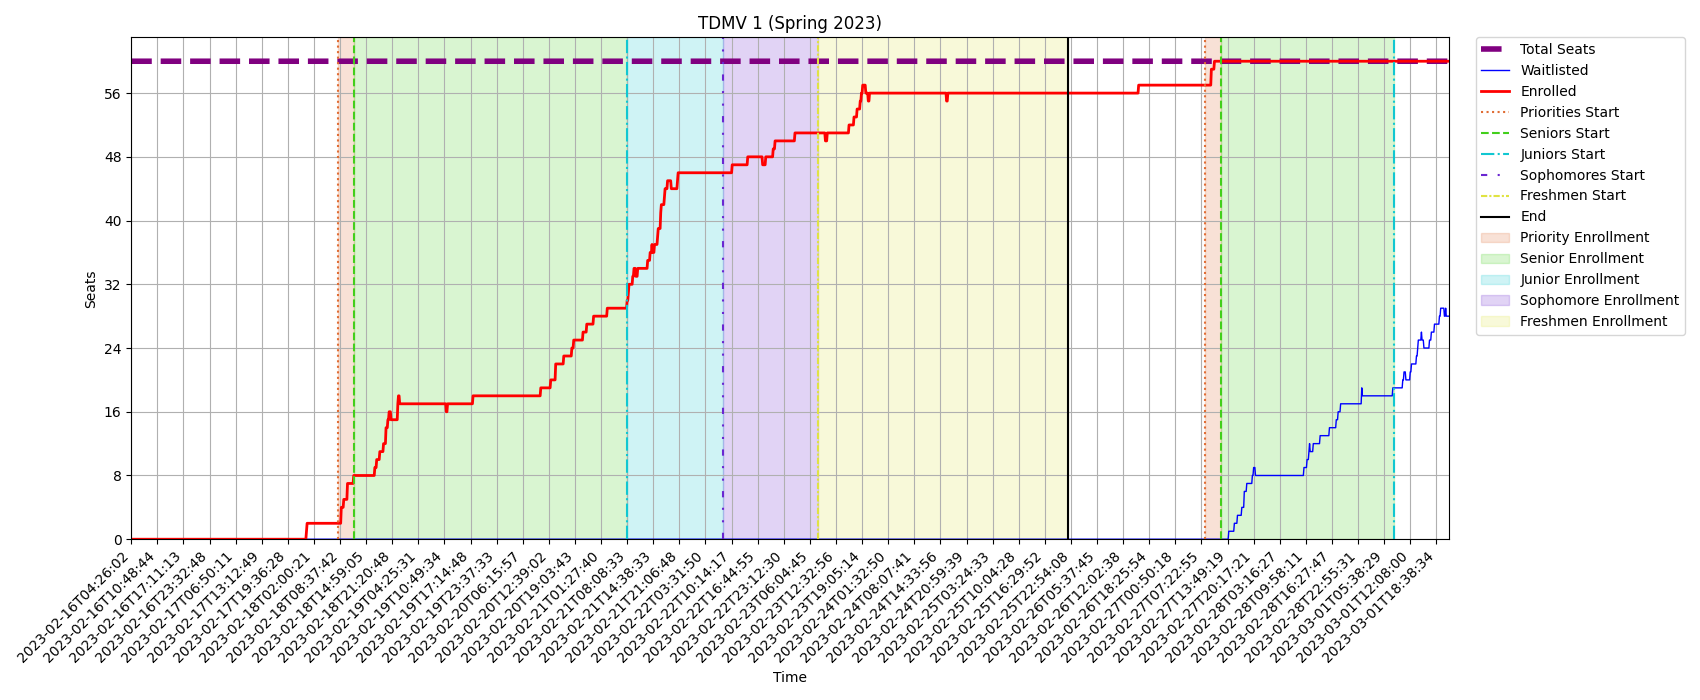 TDMV 1 (Spring 2023)
Seats
56
48
40
32
24
16
8
0
2023-02-16T04:26:02
2023-02-16T10:48:44
2023-02-16T17:11:13
2023-02-16T23:32:48
2023-02-17T06:50:11
2023-02-17T13:12:49
2023-02-17T19:36:28
2023-02-18T02:00:21
2023-02-18T08:37:42
2023-02-18T14:59:05
2023-02-18T21:20:48
2023-02-19T04:25:31
2023-02-19T10:49:34
2023-02-19T17:14:48
2023-02-19T23:37:33
2023-02-20T06:15:57
2023-02-20T12:39:02
2023-02-20T19:03:43
2023-02-21T01:27:40
2023-02-21T08:08:33
2023-02-21T14:38:33
2023-02-21T21:06:48
2023-02-22T03:31:50
2023-02-22T10:14:17
2023-02-22T16:44:55
2023-02-22T23:12:30
2023-02-23T06:04:45
2023-02-23T12:32:56
2023-02-23T19:05:14
2023-02-24T01:32:50
2023-02-24T08:07:41
2023-02-24T14:33:56
2023-02-24T20:59:39
2023-02-25T03:24:33
2023-02-25T10:04:28
2023-02-25T16:29:52
2023-02-25T22:54:08
2023-02-26T05:37:45
2023-02-26T12:02:38
2023-02-26T18:25:54
2023-02-27T00:50:18
2023-02-27T07:22:55
2023-02-27T13:49:19
2023-02-27T20:17:21
2023-02-28T03:16:27
2023-02-28T09:58:11
2023-02-28T16:27:47
2023-02-28T22:55:31
2023-03-01T05:38:29
2023-03-01T12:08:00
2023-03-01T18:38:34
Time
Total Seats
Waitlisted
Enrolled
Priorities Start
Seniors Start
Juniors Start
Sophomores Start
Freshmen Start
End
Priority Enrollment
Senior Enrollment
Junior Enrollment
Sophomore Enrollment
Freshmen Enrollment